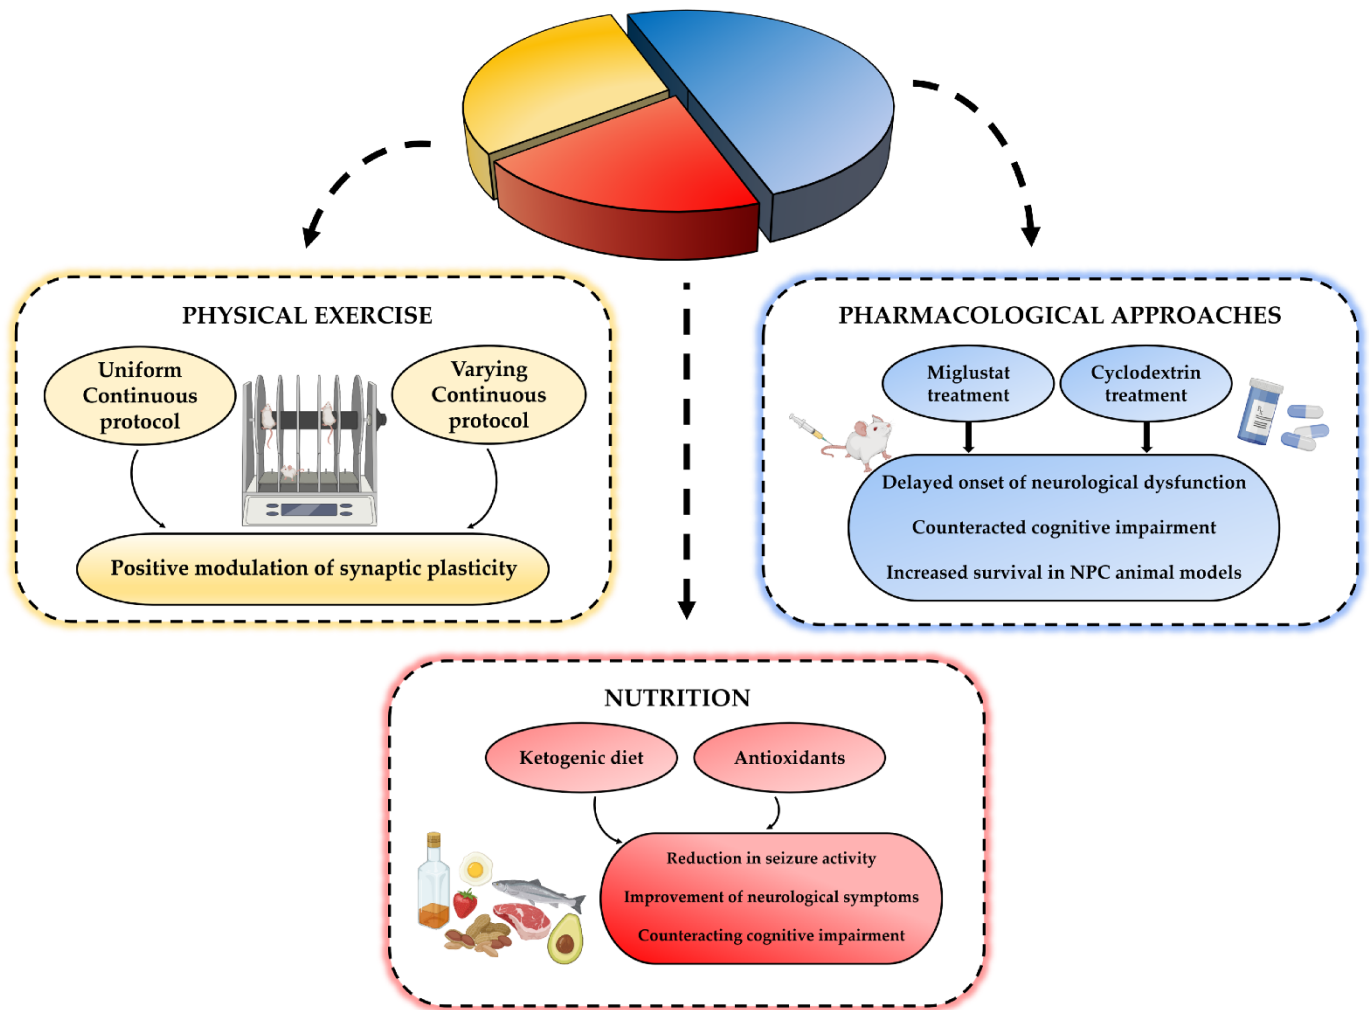 PHYSICAL EXERCISE
Uniform
Continuous
protocol
Varying
Continuous
protocol
Positive modulation of synaptic plasticity
PHARMACOLOGICAL APPROACHES
Miglustat
treatment
Cyclodextrin
treatment
Delayed onset of neurological dysfunction
Counteracted cognitive impairment
Increased survival in NPC animal models
NUTRITION
Ketogenic diet
Antioxidants
Reduction in seizure activity
Improvement of neurological symptoms
Counteracting cognitive impairment